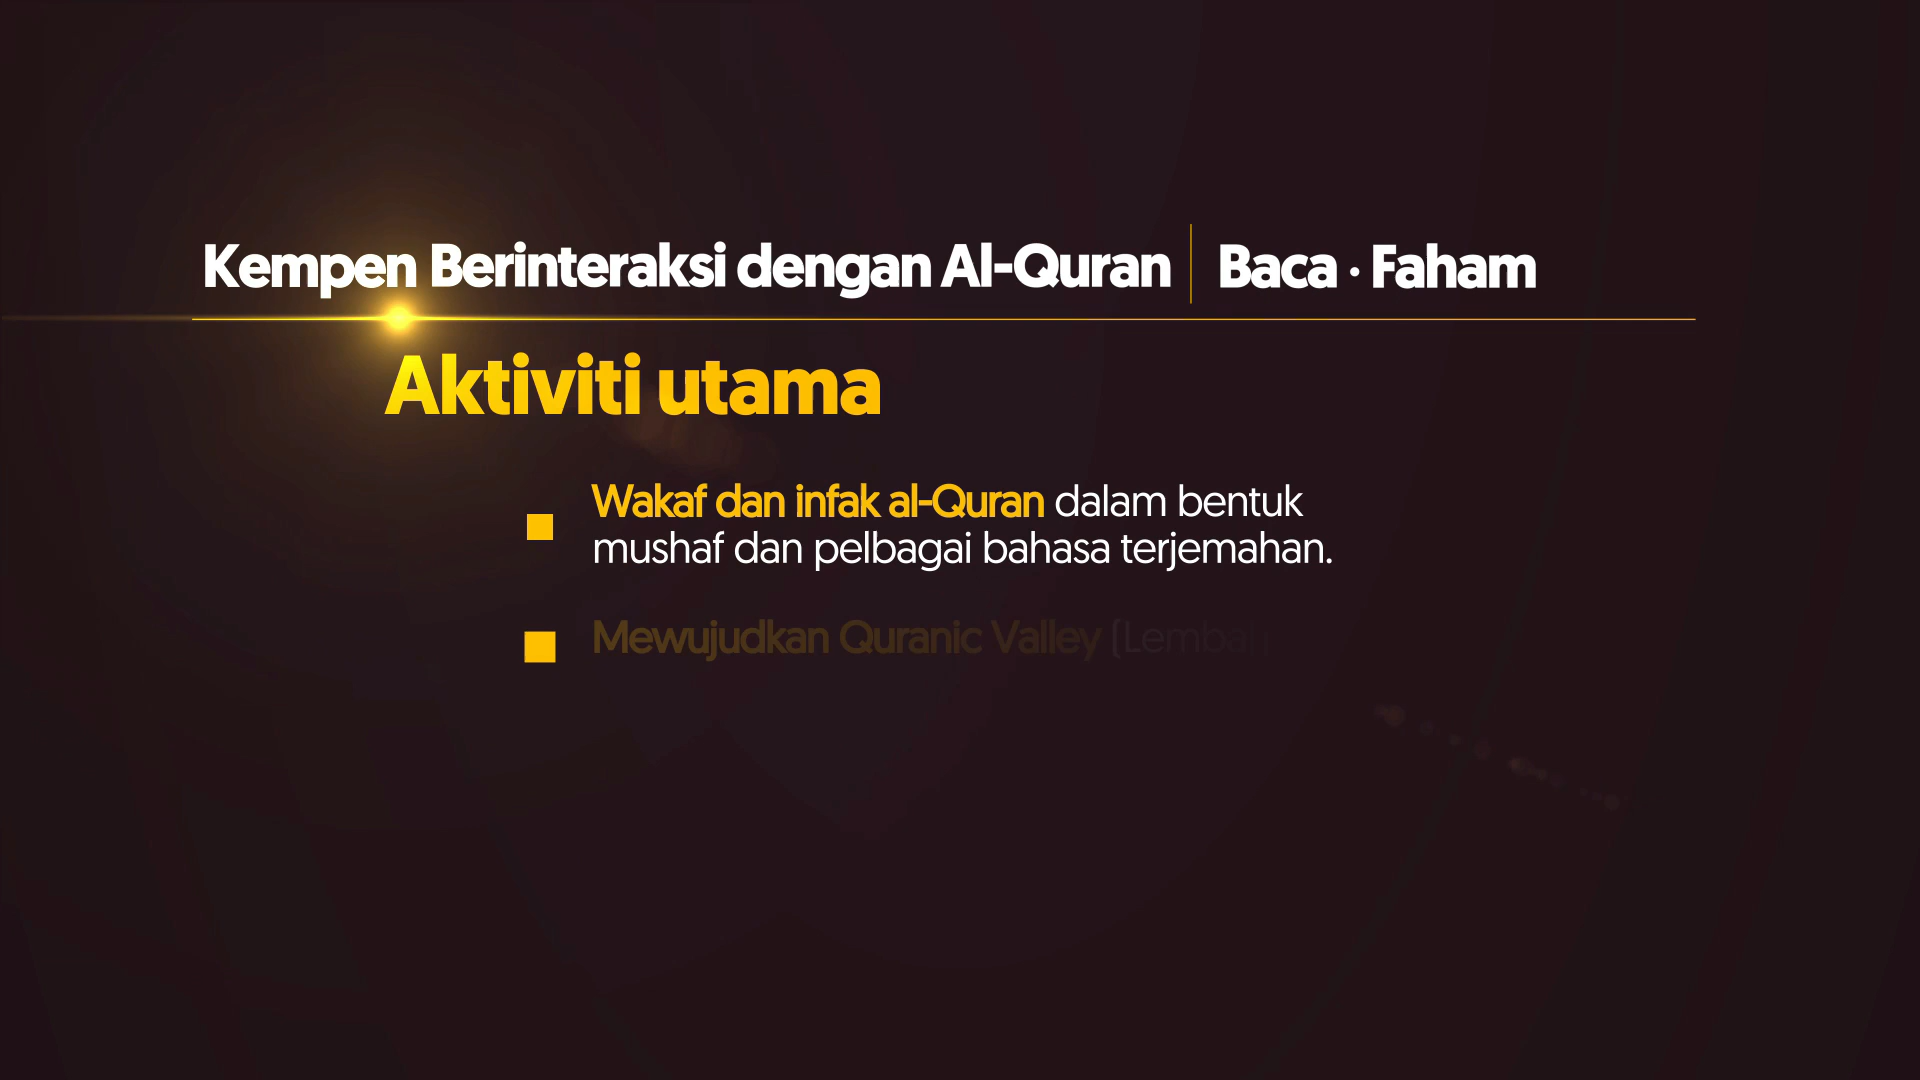 Kempen Berinteraksi dengan Al-Quran Baca · Faham
Aktiviti utama
Wakaf dan infak al-Quran dalam bentuk
mushaf dan pelbagai bahasa terjemahan.
Mewujudkan Quranic Valley